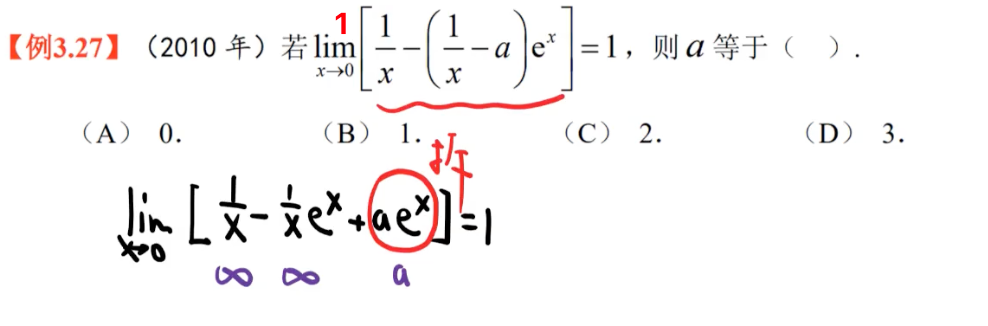 1
【例3.27】（2010 年）若 lim_{x→0} [1/x − (1/x − a)e^x] = 1，则 a 等于（ ）.
（A） 0. （B） 1. （C） 2. （D） 3.
lim_{x→0} [1/x − 1/x e^x + ae^x] = 1
∞ ∞ a